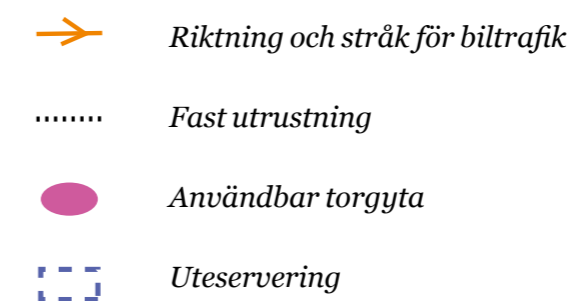 Riktning och stråk för biltrafik
Fast utrustning
Användbar torgyta
Uteservering